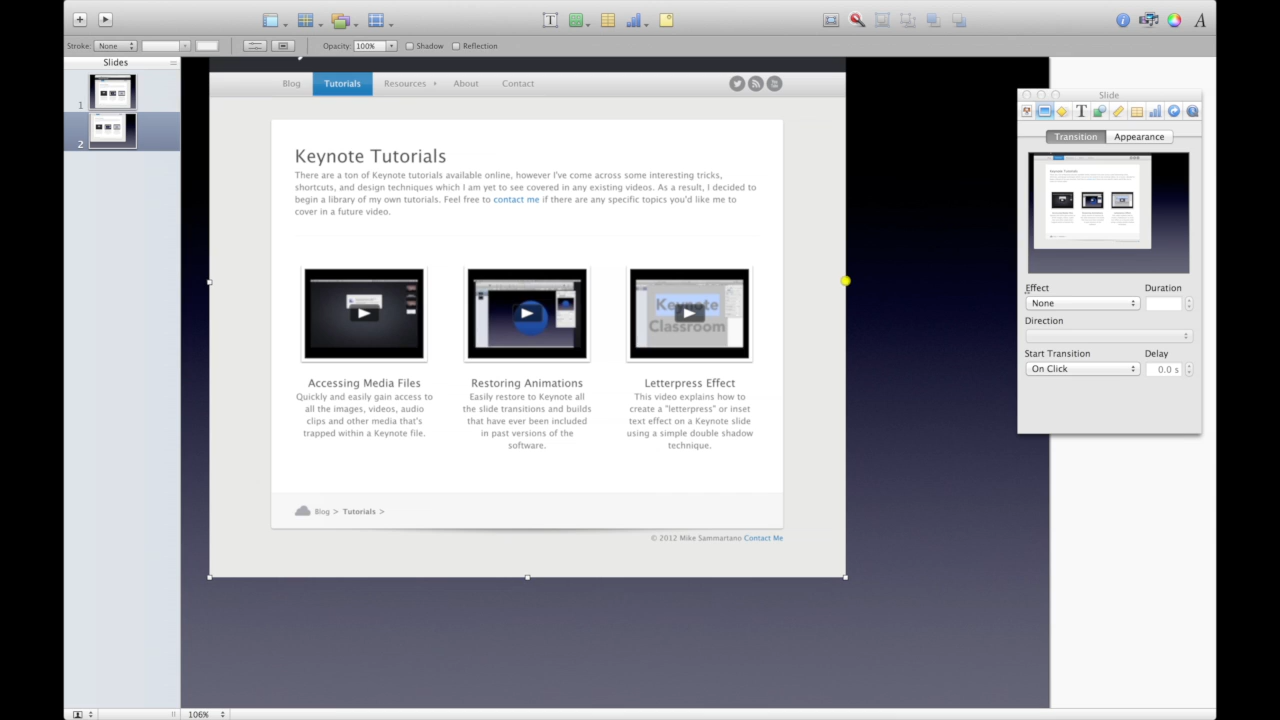 Stroke: None
Opacity: 100%
Shadow
Reflection
Slides
1
2
Blog
Tutorials
Resources
About
Contact
Keynote Tutorials
There are a ton of Keynote tutorials available online, however I've come across some interesting tricks,
shortcuts, and design techniques which I am yet to see covered in any existing videos. As a result, I decided to
begin a library of my own tutorials. Feel free to contact me if there are any specific topics you'd like me to
cover in a future video.
Keynote
Classroom
Accessing Media Files
Quickly and easily gain access to
all the images, videos, audio
clips and other media that's
trapped within a Keynote file.
Restoring Animations
Easily restore to Keynote all
the slide transitions and builds
that have ever been included
in past versions of the
software.
Letterpress Effect
This video explains how to
create a "letterpress" or inset
text effect on a Keynote slide
using a simple double shadow
technique.
Blog > Tutorials >
© 2012 Mike Sammartano Contact Me
Slide
Transition
Appearance
Effect
Duration
None
Direction
Start Transition
Delay
On Click
0.0 s
106%